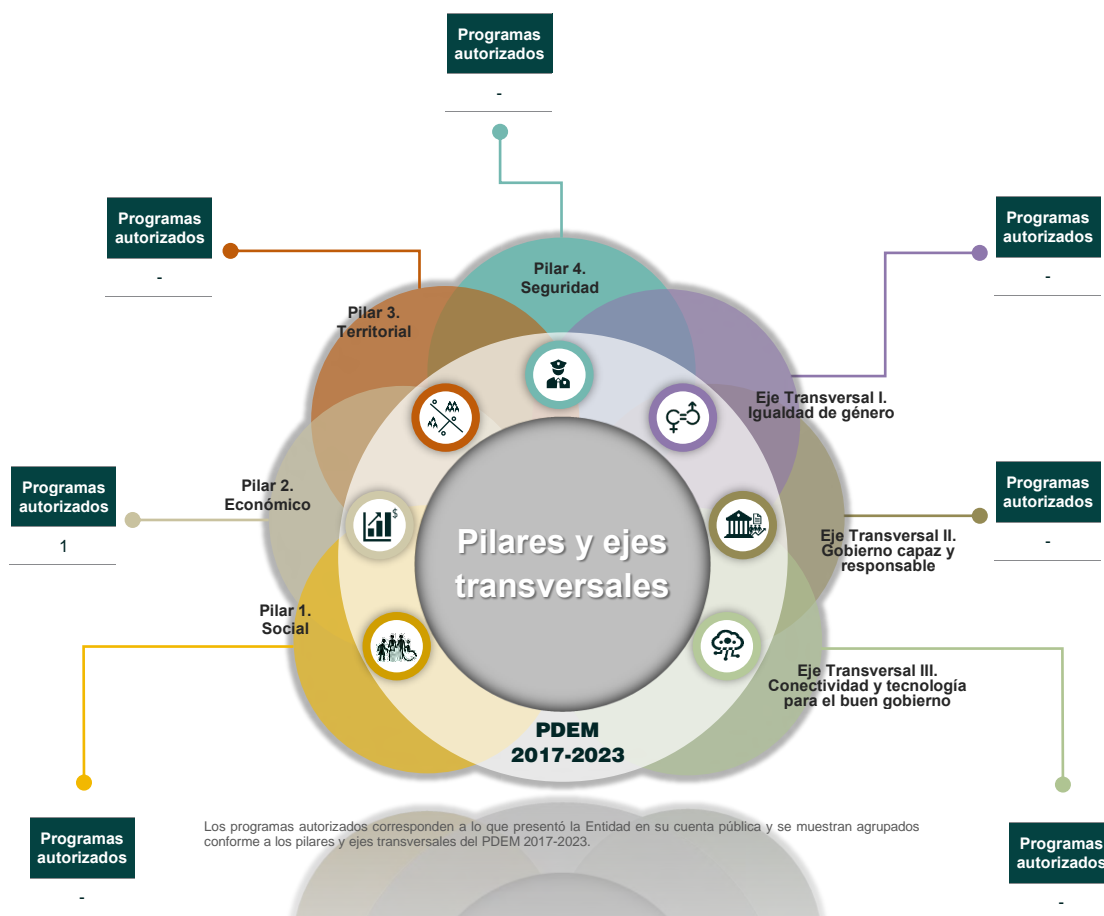 Programas
autorizados
-
Programas
autorizados
-
Programas
autorizados
-
Pilar 4.
Seguridad
Pilar 3.
Territorial
Eje Transversal I.
Igualdad de género
Programas
autorizados
1
Pilar 2.
Económico
$
Programas
autorizados
-
Eje Transversal II.
Gobierno capaz y
responsable
Pilares y ejes
transversales
Pilar 1.
Social
Eje Transversal III.
Conectividad y tecnología
para el buen gobierno
PDEM
2017-2023
Programas
autorizados
-
Los programas autorizados corresponden a lo que presentó la Entidad en su cuenta pública y se muestran agrupados
conforme a los pilares y ejes transversales del PDEM 2017-2023.
Programas
autorizados
-